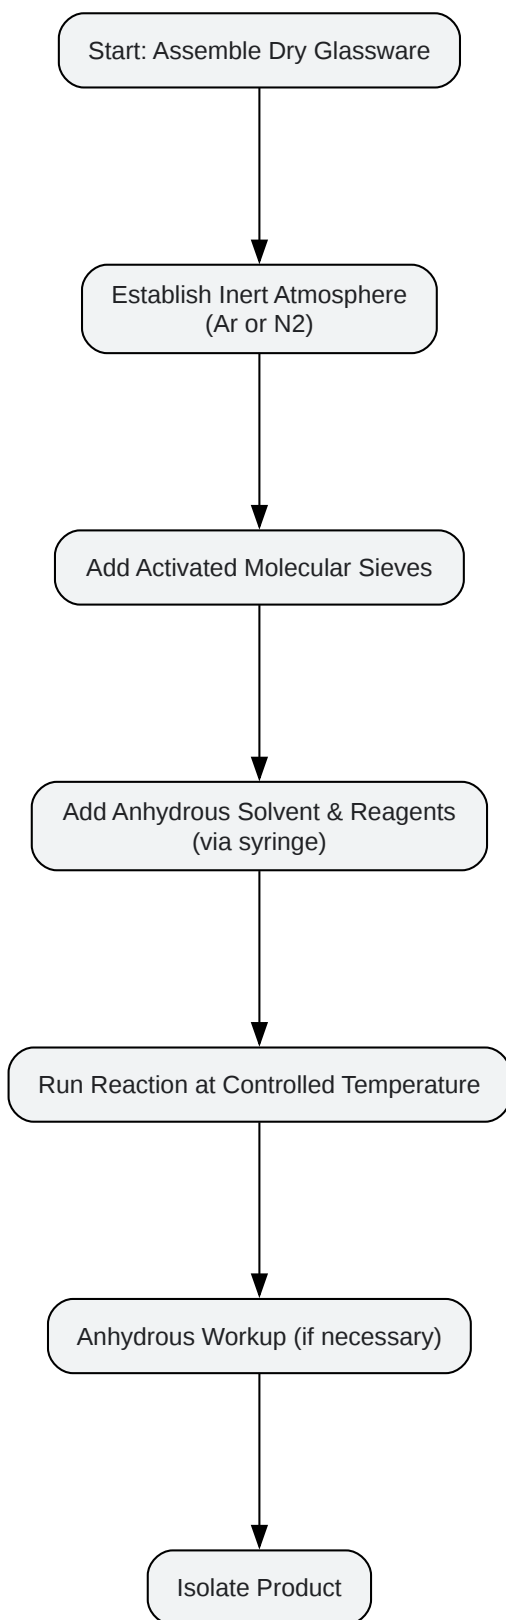 Start: Assemble Dry Glassware
Establish Inert Atmosphere
(Ar or N2)
Add Activated Molecular Sieves
Add Anhydrous Solvent & Reagents
(via syringe)
Run Reaction at Controlled Temperature
Anhydrous Workup (if necessary)
Isolate Product